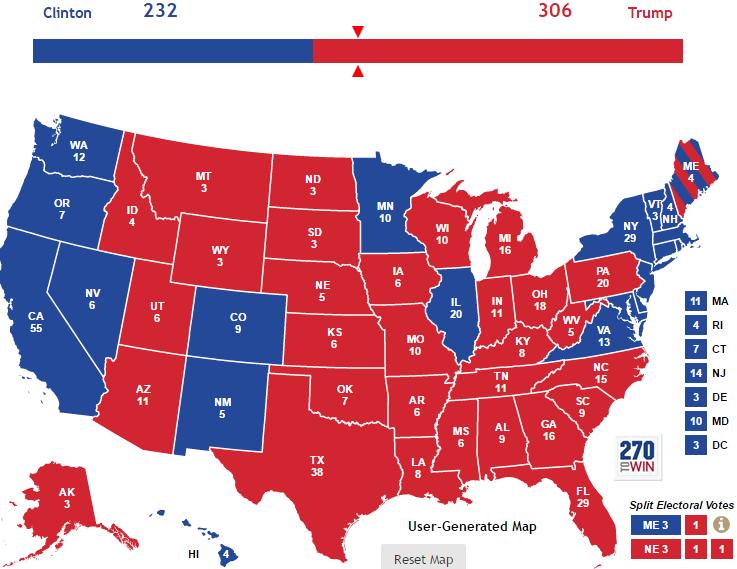 Clinton 232 306 Trump
WA
12
OR
7
CA
55
NV
6
ID
4
MT
3
WY
3
UT
6
AZ
11
CO
9
NM
5
ND
3
SD
3
NE
5
KS
6
OK
7
TX
38
MN
10
IA
6
MO
10
AR
6
LA
8
WI
10
IL
20
MI
16
IN
11
OH
18
KY
8
TN
11
MS
6
AL
9
GA
16
FL
29
SC
9
NC
15
VA
13
WV
5
PA
20
NY
29
VT
3
4
NH
ME
4
AK
3
HI 4
11 MA
4 RI
7 CT
14 NJ
3 DE
10 MD
3 DC
270
TO WIN
Split Electoral Votes
ME 3 1 i
NE 3 1 1
User-Generated Map
Reset Map